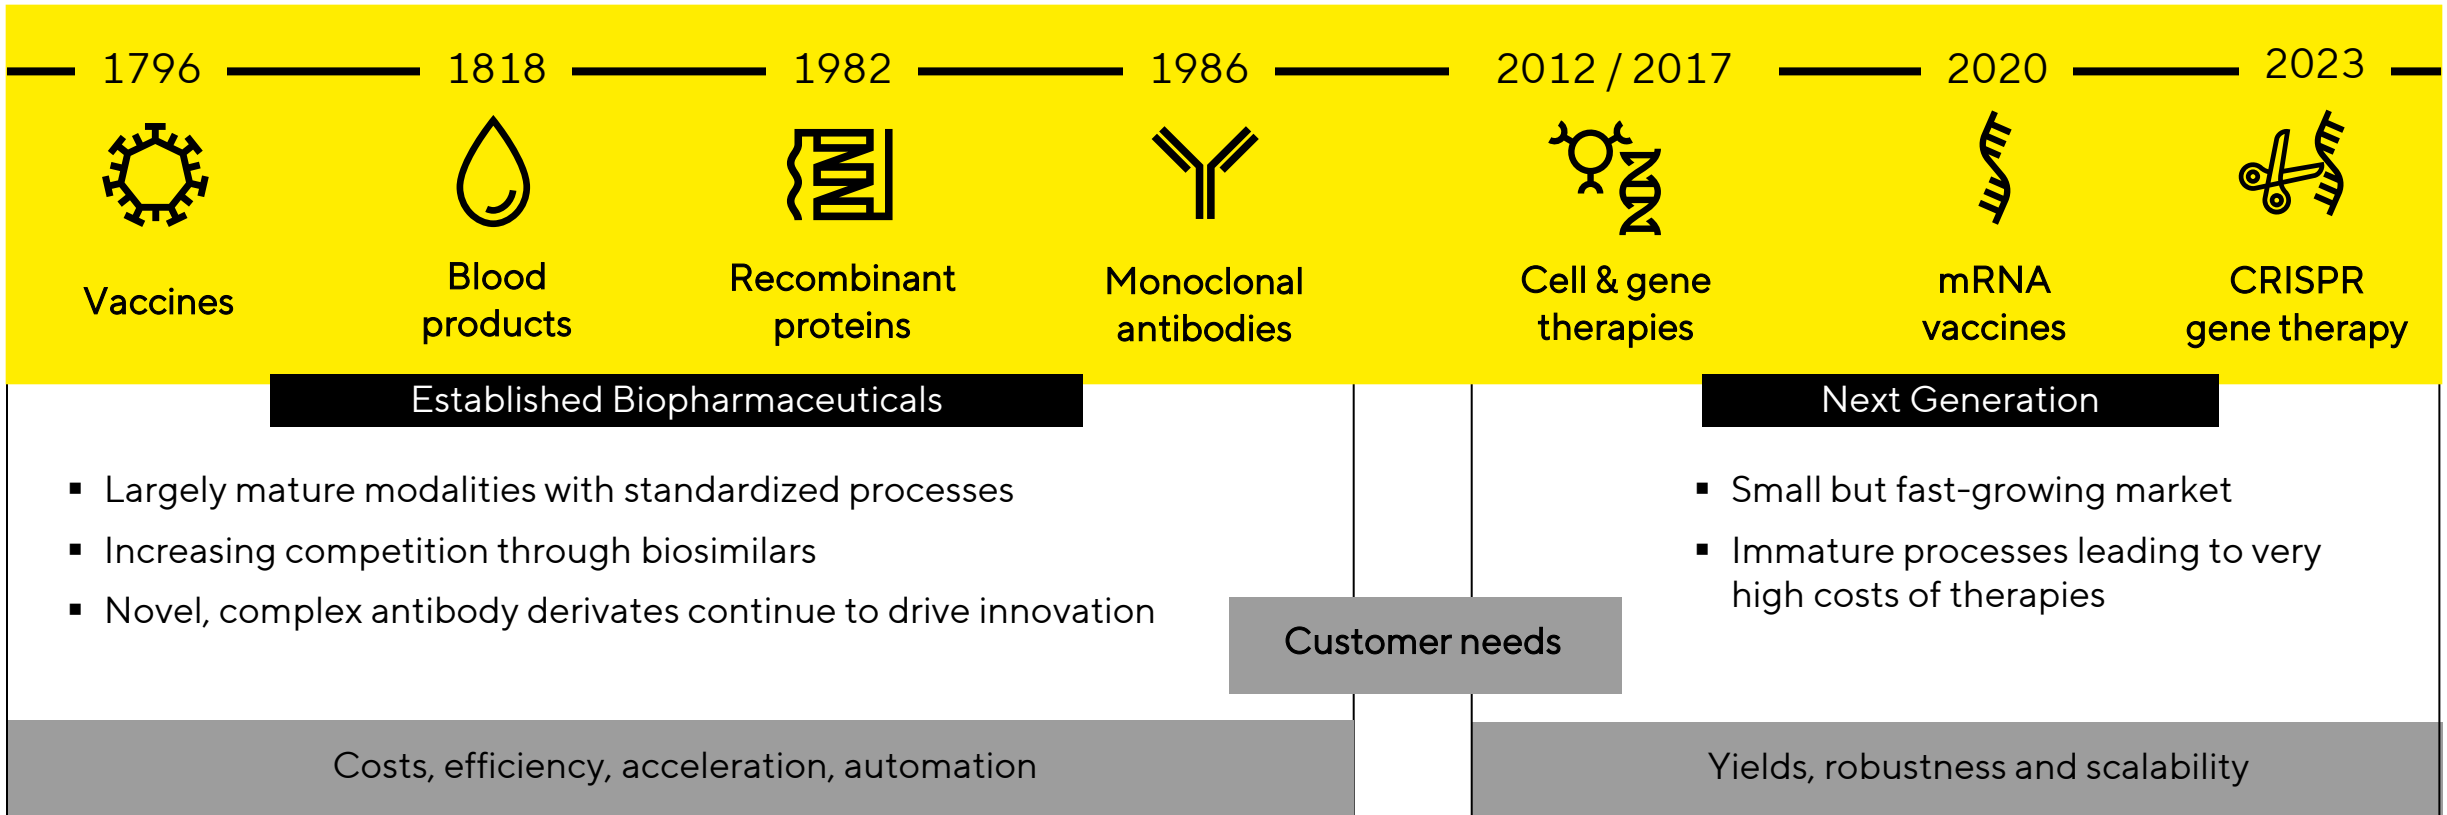 1796
1818
1982
1986
2012 / 2017
2020
2023
Vaccines
Blood
products
Recombinant
proteins
Monoclonal
antibodies
Cell & gene
therapies
mRNA
vaccines
CRISPR
gene therapy
Established Biopharmaceuticals
▪ Largely mature modalities with standardized processes
▪ Increasing competition through biosimilars
▪ Novel, complex antibody derivates continue to drive innovation
Next Generation
▪ Small but fast-growing market
▪ Immature processes leading to very
high costs of therapies
Customer needs
Costs, efficiency, acceleration, automation
Yields, robustness and scalability